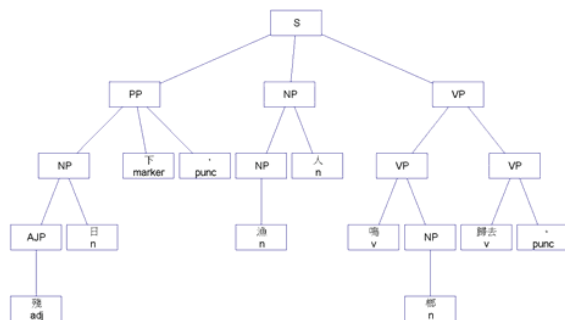 S
PP NP VP
NP 下 , NP 人 VP VP
marker punc n
AJP 日 漁 鳴 NP 歸去 .
n n v v punc
殘 榔
adj n